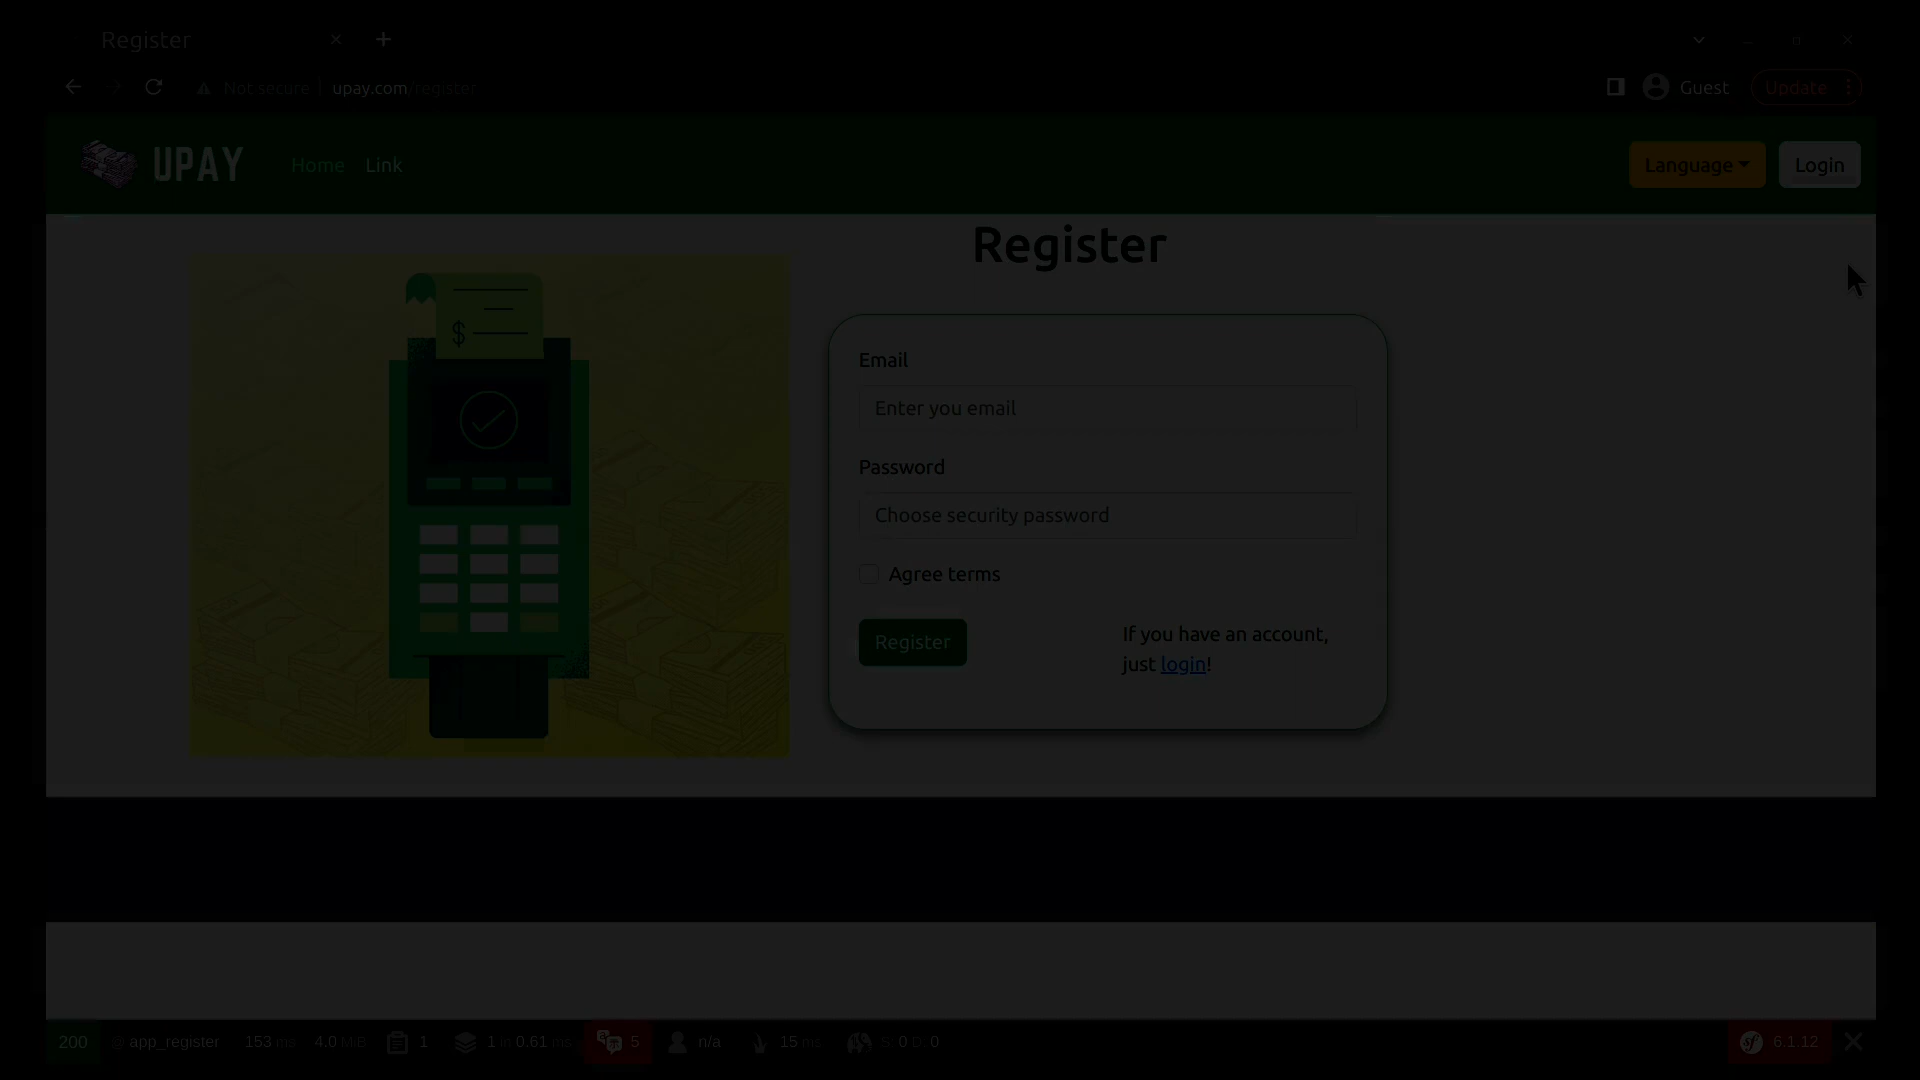 Register
Not secure upay.com/register
Guest
Update
UPAY
Home
Link
Language
Login
Register
$
Email
Enter you email
Password
Choose security password
Agree terms
Register
If you have an account,
just login!
200 @ app_register 153 ms 4.0 MiB 1 1 in 0.61 ms 5 n/a 15 ms S: 0 D: 0 6.1.12